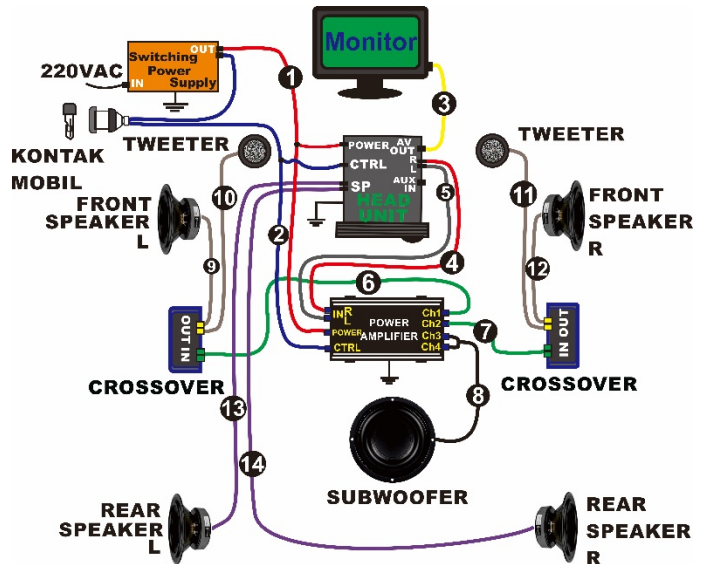 Monitor
OUT
Switching
Power
Supply
IN
220VAC
1
3
KONTAK
MOBIL
TWEETER
TWEETER
POWER
AV
OUT
CTRL
R
L
SP
AUX
IN
HEAD
UNIT
10
5
11
FRONT
SPEAKER
L
FRONT
SPEAKER
R
2
9
4
12
6
OUT IN
CROSSOVER
IN R
L
POWER
CTRL
POWER
AMPLIFIER
Ch1
Ch2
Ch3
Ch4
7
IN OUT
CROSSOVER
8
13
14
SUBWOOFER
REAR
SPEAKER
L
REAR
SPEAKER
R